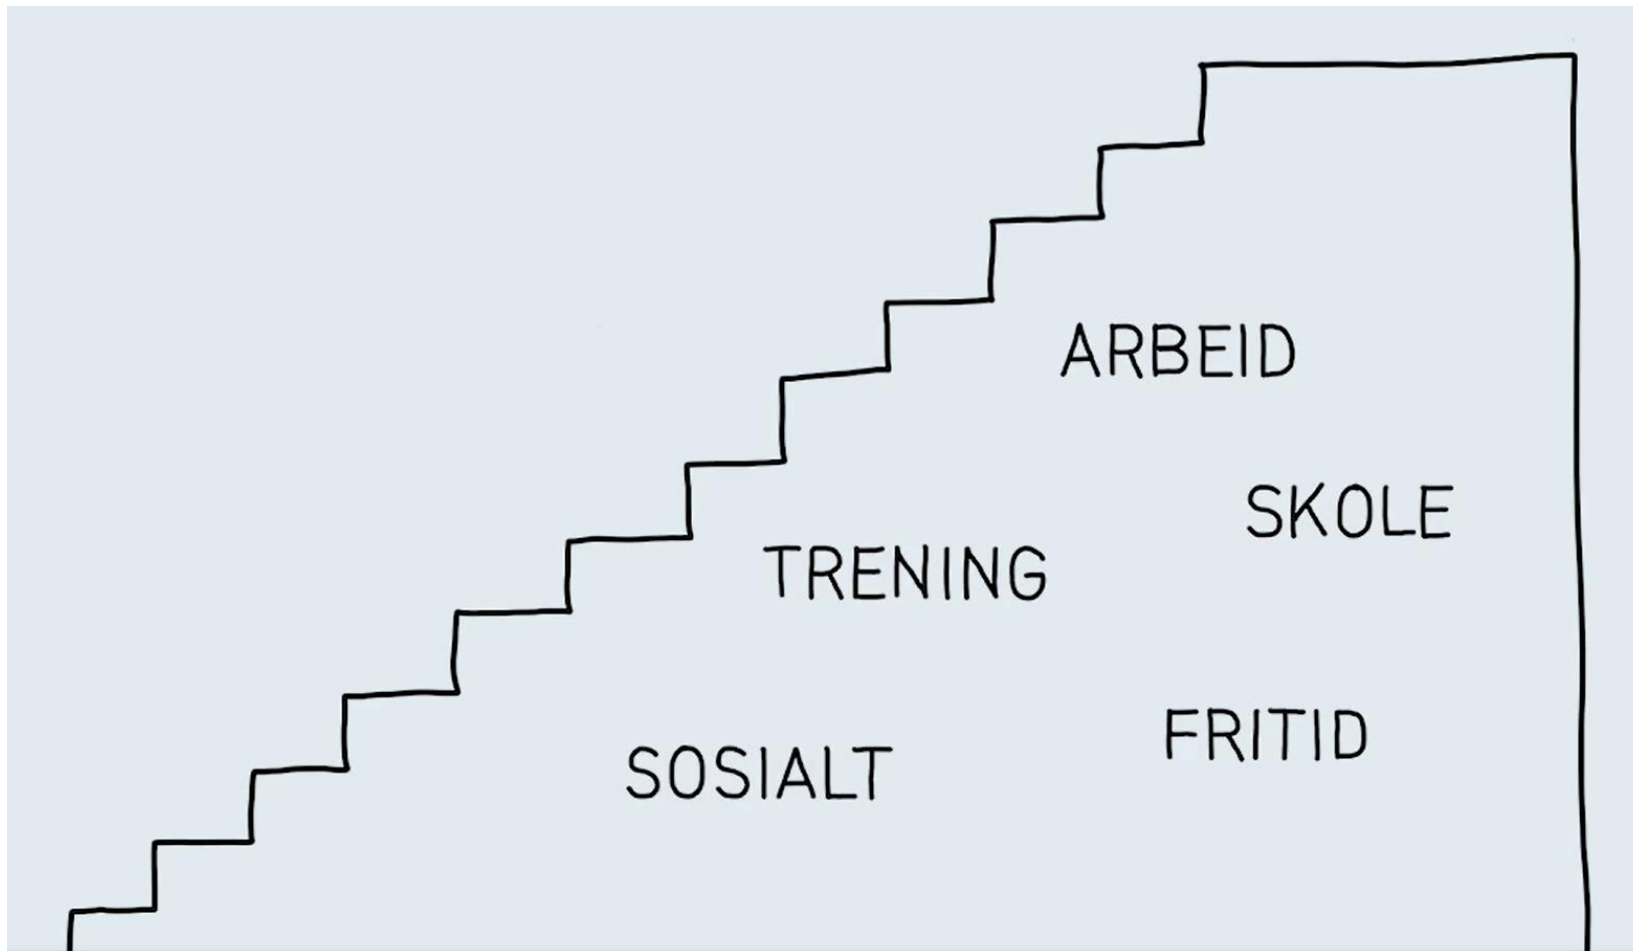 ARBEID
SKOLE
TRENING
FRITID
SOSIALT